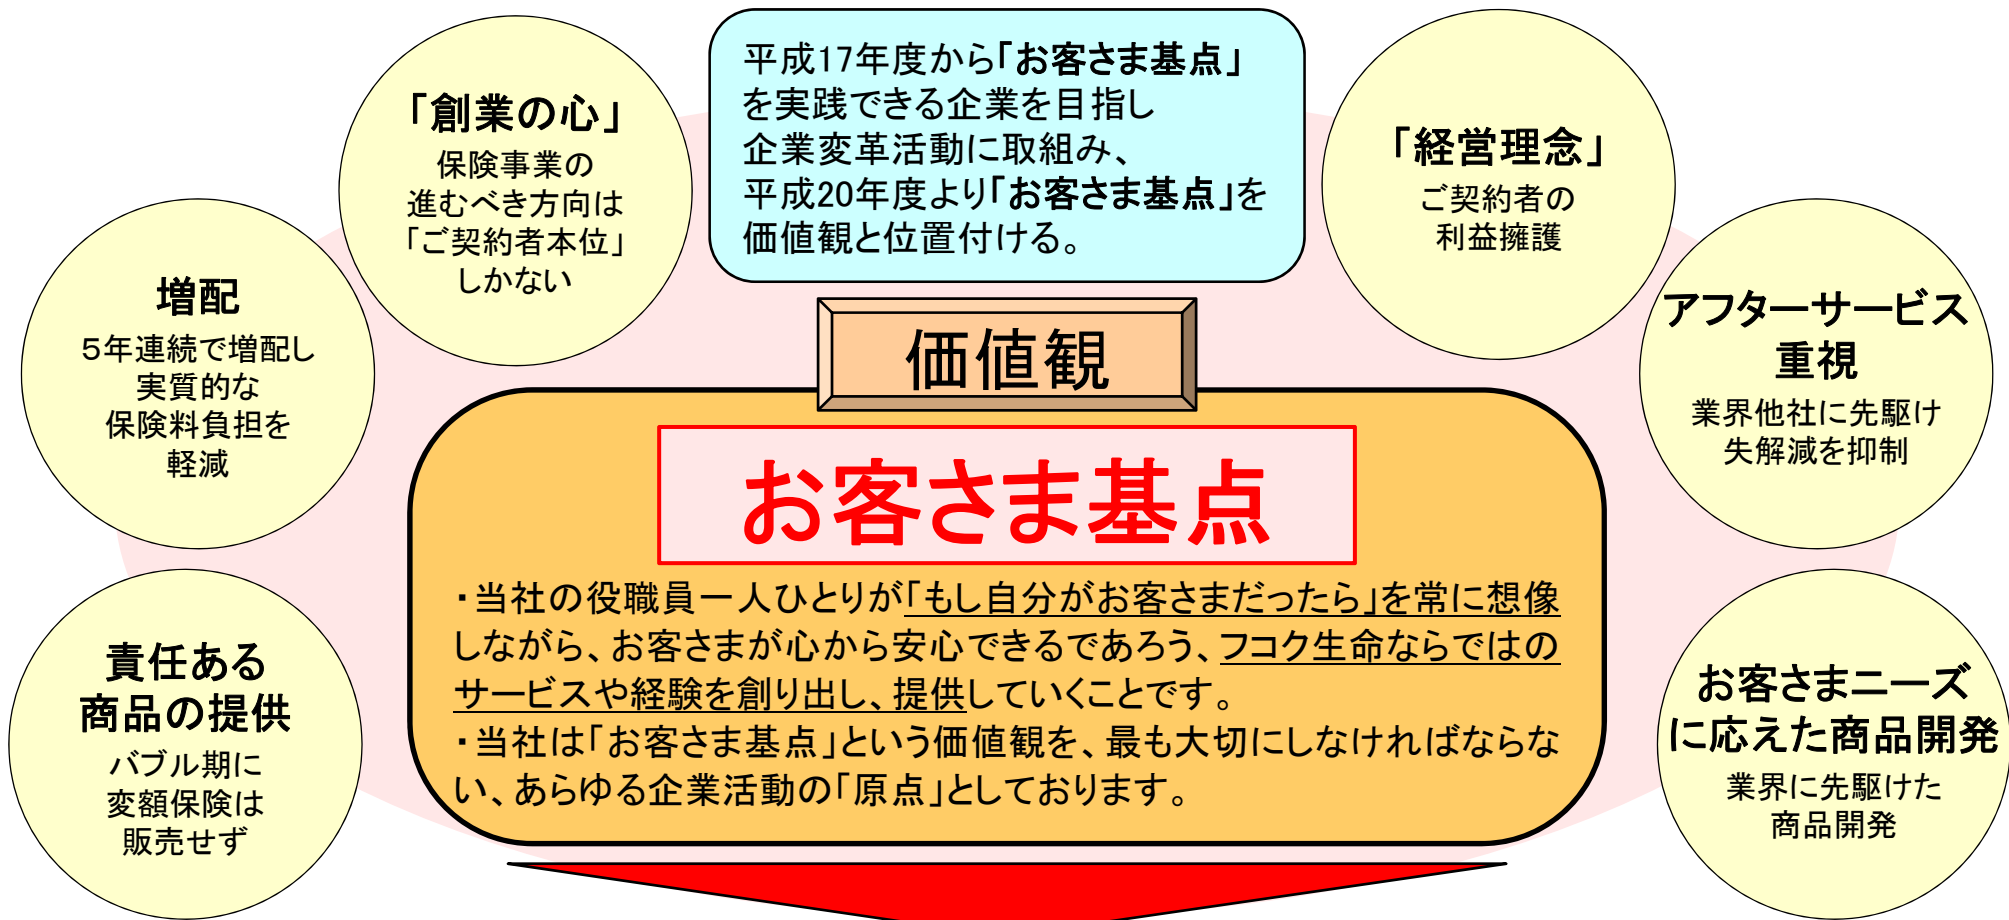 平成17年度から「お客さま基点」
を実践できる企業を目指し
企業変革活動に取組み、
平成20年度より「お客さま基点」を
価値観と位置付ける。
「創業の心」
保険事業の
進むべき方向は
「ご契約者本位」
しかない
「経営理念」
ご契約者の
利益擁護
増配
5年連続で増配し
実質的な
保険料負担を
軽減
アフターサービス
重視
業界他社に先駆け
失解減を抑制
価値観
お客さま基点
・当社の役職員一人ひとりが「もし自分がお客さまだったら」を常に想像
しながら、お客さまが心から安心できるであろう、フコク生命ならではの
サービスや経験を創り出し、提供していくことです。
・当社は「お客さま基点」という価値観を、最も大切にしなければならな
い、あらゆる企業活動の「原点」としております。
責任ある
商品の提供
バブル期に
変額保険は
販売せず
お客さまニーズ
に応えた商品開発
業界に先駆けた
商品開発